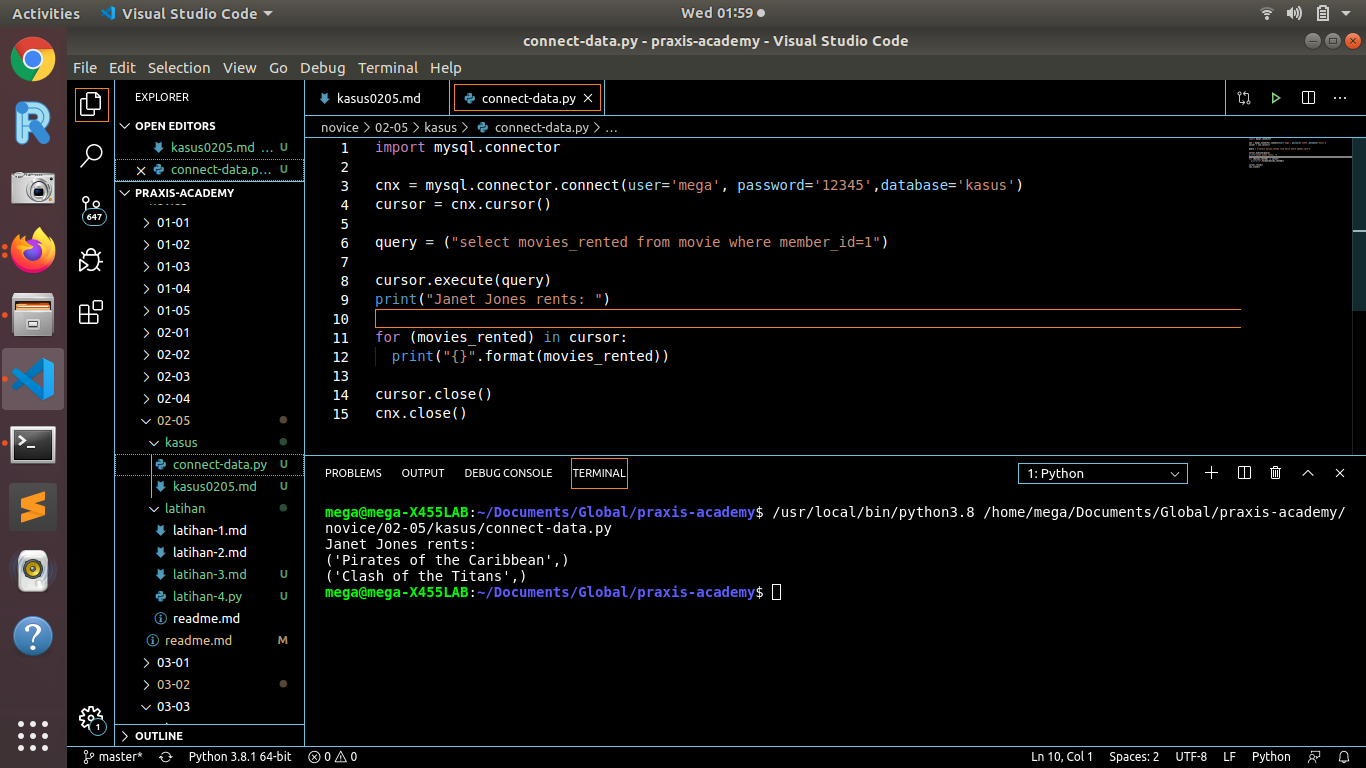 Activities
Visual Studio Code
Wed 01:59
connect-data.py - praxis-academy - Visual Studio Code
File Edit Selection View Go Debug Terminal Help
EXPLORER
OPEN EDITORS
kasus0205.md ... U
connect-data.p... U
PRAXIS-ACADEMY
01-01
01-02
01-03
01-04
01-05
02-01
02-02
02-03
02-04
02-05
kasus
connect-data.py U
kasus0205.md U
latihan
latihan-1.md
latihan-2.md
latihan-3.md U
latihan-4.py U
readme.md
readme.md M
03-01
03-02
03-03
OUTLINE
647
1
kasus0205.md
connect-data.py
novice > 02-05 > kasus > connect-data.py > ...
1 import mysql.connector
2
3 cnx = mysql.connector.connect(user='mega', password='12345',database='kasus')
4 cursor = cnx.cursor()
5
6 query = ("select movies_rented from movie where member_id=1")
7
8 cursor.execute(query)
9 print("Janet Jones rents: ")
10
11 for (movies_rented) in cursor:
12 print("{}".format(movies_rented))
13
14 cursor.close()
15 cnx.close()
PROBLEMS OUTPUT DEBUG CONSOLE TERMINAL
1: Python
mega@mega-X455LAB:~/Documents/Global/praxis-academy$ /usr/local/bin/python3.8 /home/mega/Documents/Global/praxis-academy/
novice/02-05/kasus/connect-data.py
Janet Jones rents:
('Pirates of the Caribbean',)
('Clash of the Titans',)
mega@mega-X455LAB:~/Documents/Global/praxis-academy$
master* Python 3.8.1 64-bit 0 0 Ln 10, Col 1 Spaces: 2 UTF-8 LF Python